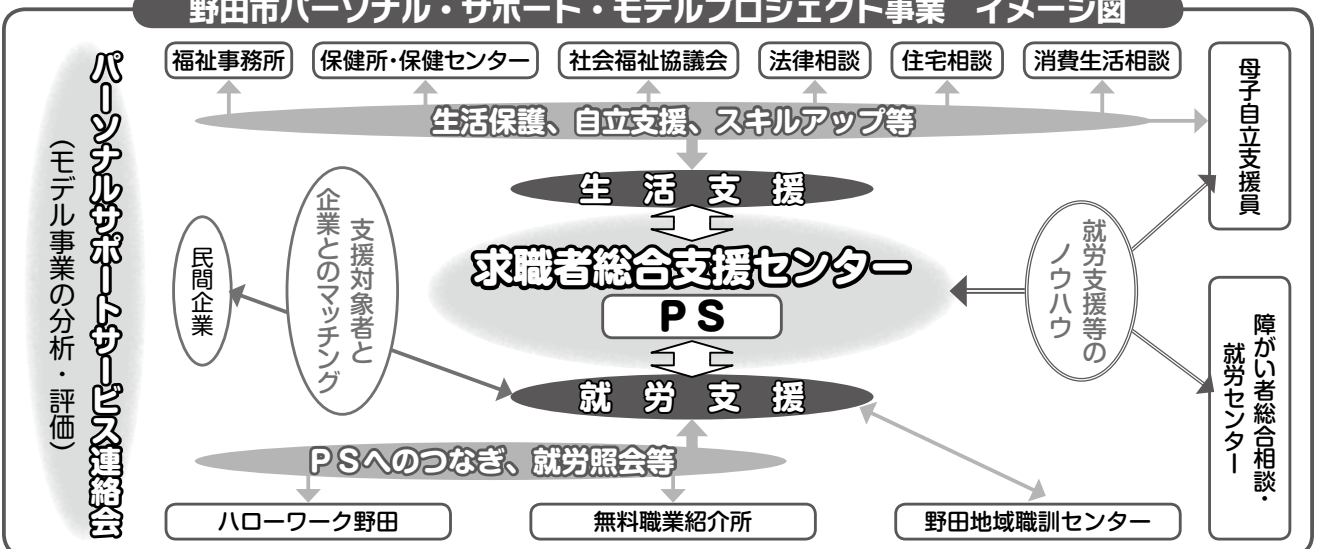 野田市パーソナル・サポート・モデルプロジェクト事業 イメージ図
パーソナルサポートサービス連絡会
(モデル事業の分析・評価)
福祉事務所
保健所・保健センター
社会福祉協議会
法律相談
住宅相談
消費生活相談
母子自立支援員
生活保護、自立支援、スキルアップ等
生活支援
民間企業
支援対象者と
企業とのマッチング
求職者総合支援センター
PS
就労支援等の
ノウハウ
就労支援
障がい者総合相談・
就労センター
PSへのつなぎ、就労照会等
ハローワーク野田
無料職業紹介所
野田地域職訓センター